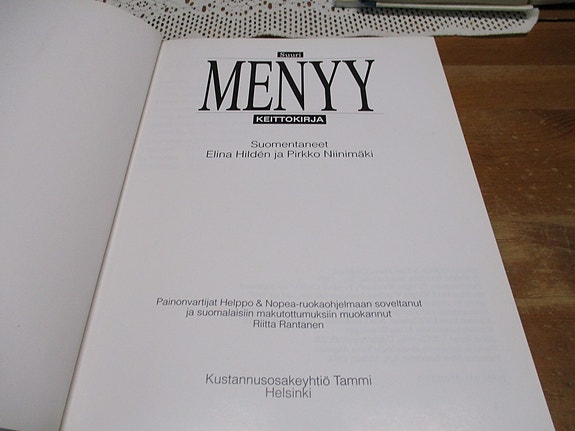 Suuri
MENYY
KEITTOKIRJA
Suomentaneet
Elina Hildén ja Pirkko Niinimäki
Painonvartijat Helppo & Nopea-ruokaohjelmaan soveltanut
ja suomalaisiin makutottumuksiin muokannut
Riitta Rantanen
Kustannusosakeyhtiö Tammi
Helsinki